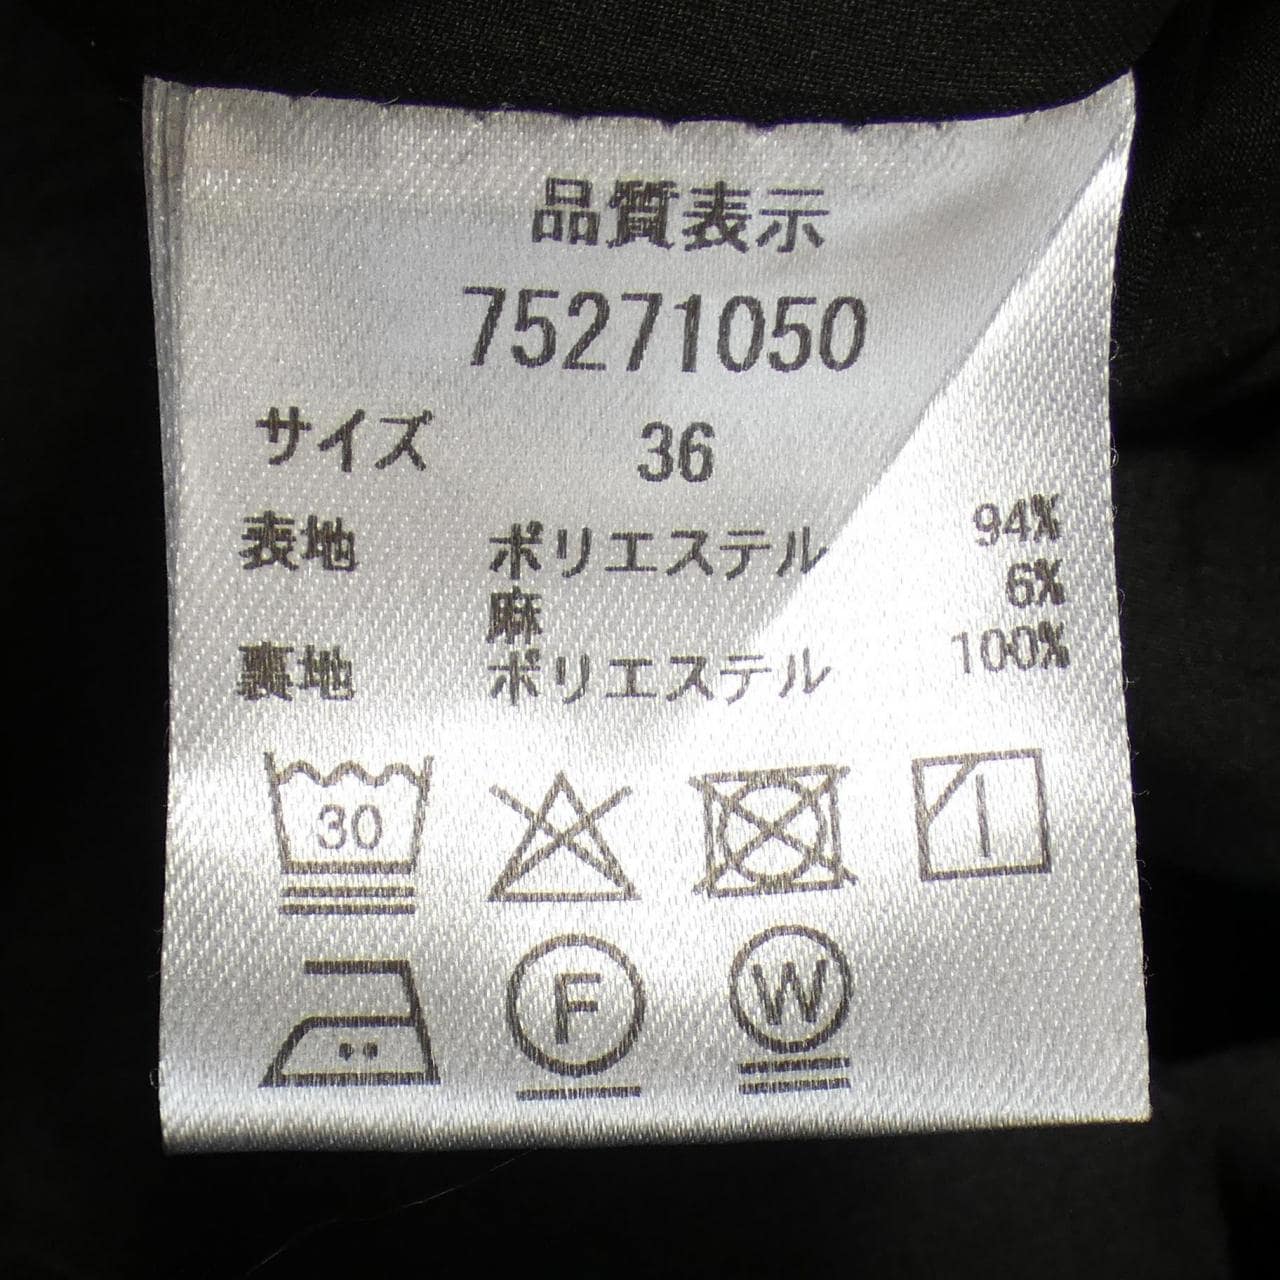 品質表示
75271050
サイズ 36
表地 ポリエステル 94%
麻 6%
裏地 ポリエステル 100%
30
F
W